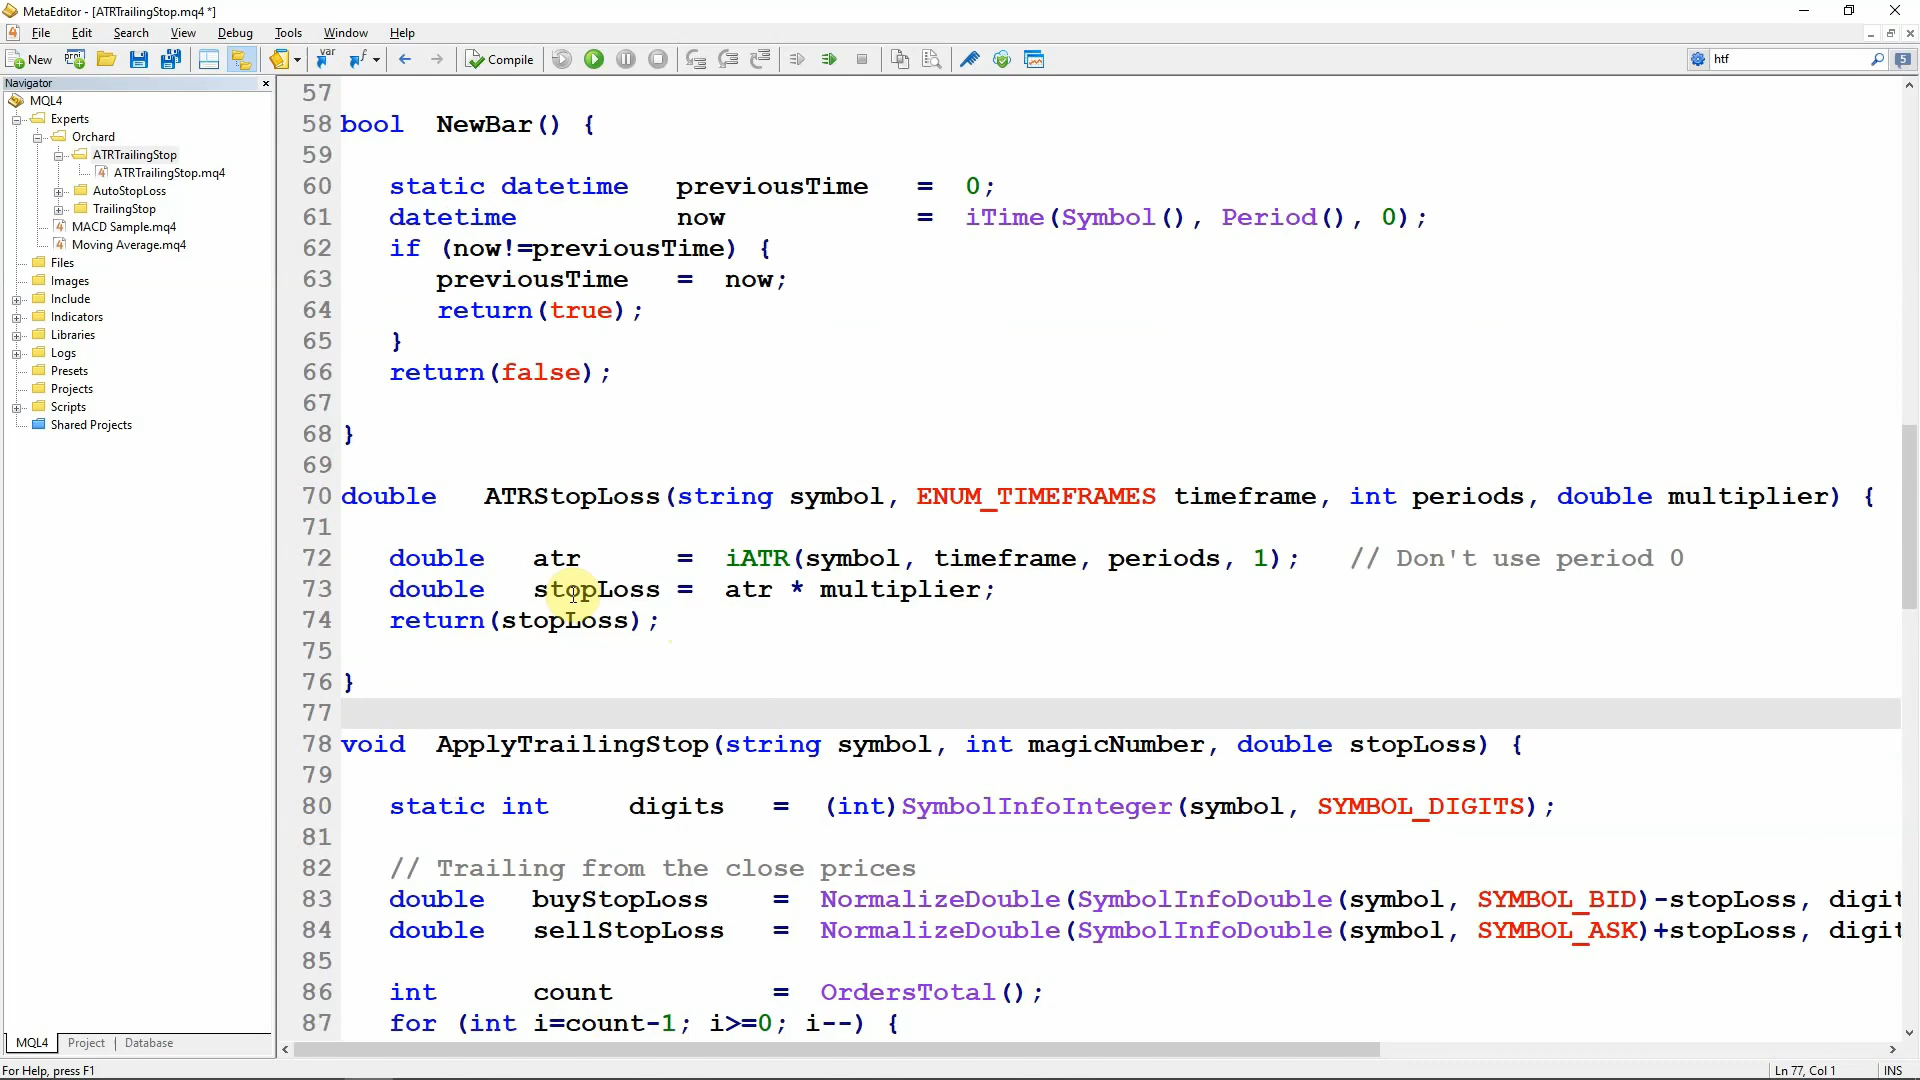 MetaEditor - [ATRTrailingStop.mq4 *]
File Edit Search View Debug Tools Window Help
New Compile htf 5
Navigator
MQL4
Experts
Orchard
ATRTrailingStop
ATRTrailingStop.mq4
AutoStopLoss
TrailingStop
MACD Sample.mq4
Moving Average.mq4
Files
Images
Include
Indicators
Libraries
Logs
Presets
Projects
Scripts
Shared Projects
57
58 bool NewBar() {
59
60 static datetime previousTime = 0;
61 datetime now = iTime(Symbol(), Period(), 0);
62 if (now!=previousTime) {
63 previousTime = now;
64 return(true);
65 }
66 return(false);
67
68 }
69
70 double ATRStopLoss(string symbol, ENUM_TIMEFRAMES timeframe, int periods, double multiplier) {
71
72 double atr = iATR(symbol, timeframe, periods, 1); // Don't use period 0
73 double stopLoss = atr * multiplier;
74 return(stopLoss);
75
76 }
77
78 void ApplyTrailingStop(string symbol, int magicNumber, double stopLoss) {
79
80 static int digits = (int)SymbolInfoInteger(symbol, SYMBOL_DIGITS);
81
82 // Trailing from the close prices
83 double buyStopLoss = NormalizeDouble(SymbolInfoDouble(symbol, SYMBOL_BID)-stopLoss, digit
84 double sellStopLoss = NormalizeDouble(SymbolInfoDouble(symbol, SYMBOL_ASK)+stopLoss, digit
85
86 int count = OrdersTotal();
87 for (int i=count-1; i>=0; i--) {
MQL4 Project Database
For Help, press F1 Ln 77, Col 1 INS